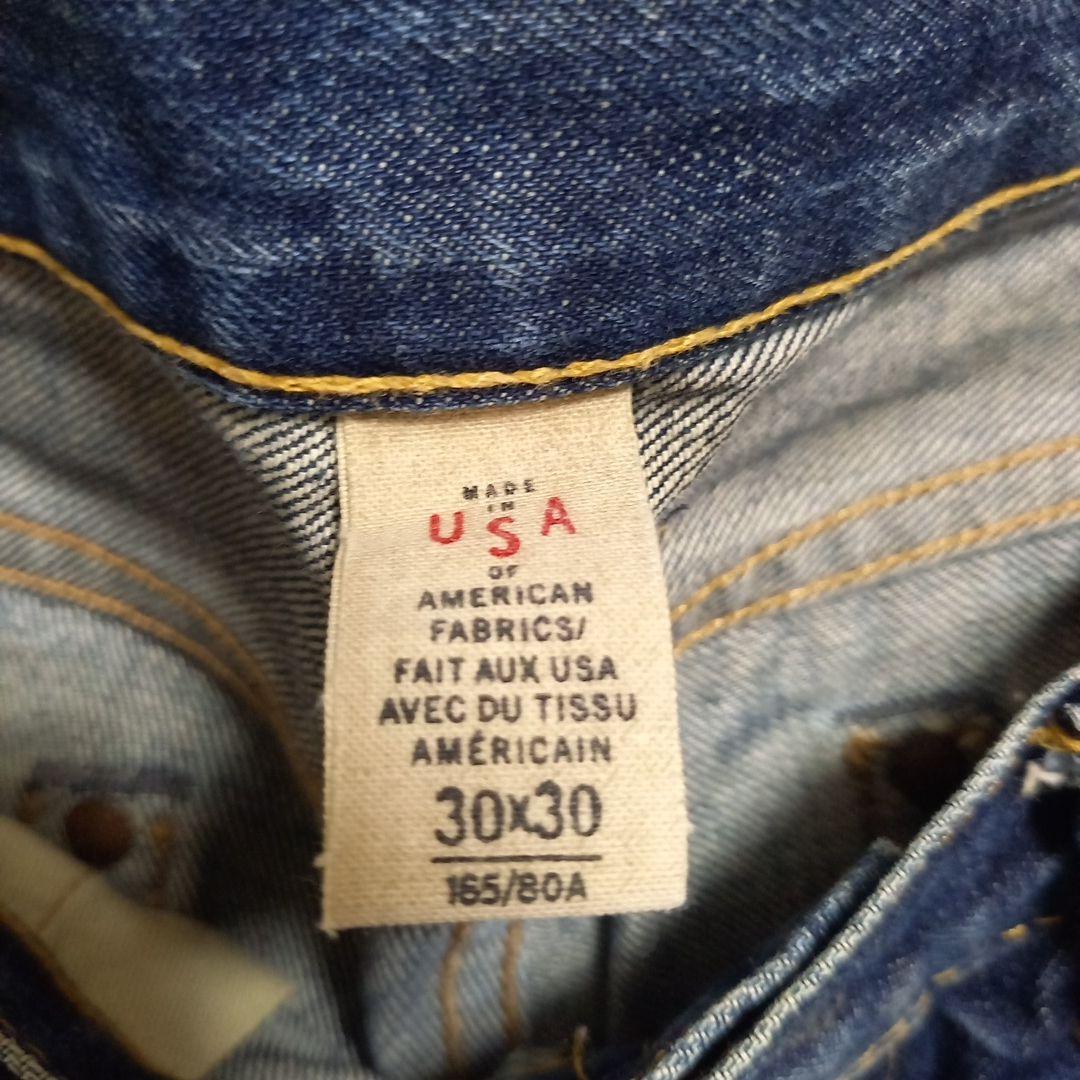 MADE
IN
USA
OF
AMERICAN
FABRICS/
FAIT AUX USA
AVEC DU TISSU
AMÉRICAIN
30x30
165/80A